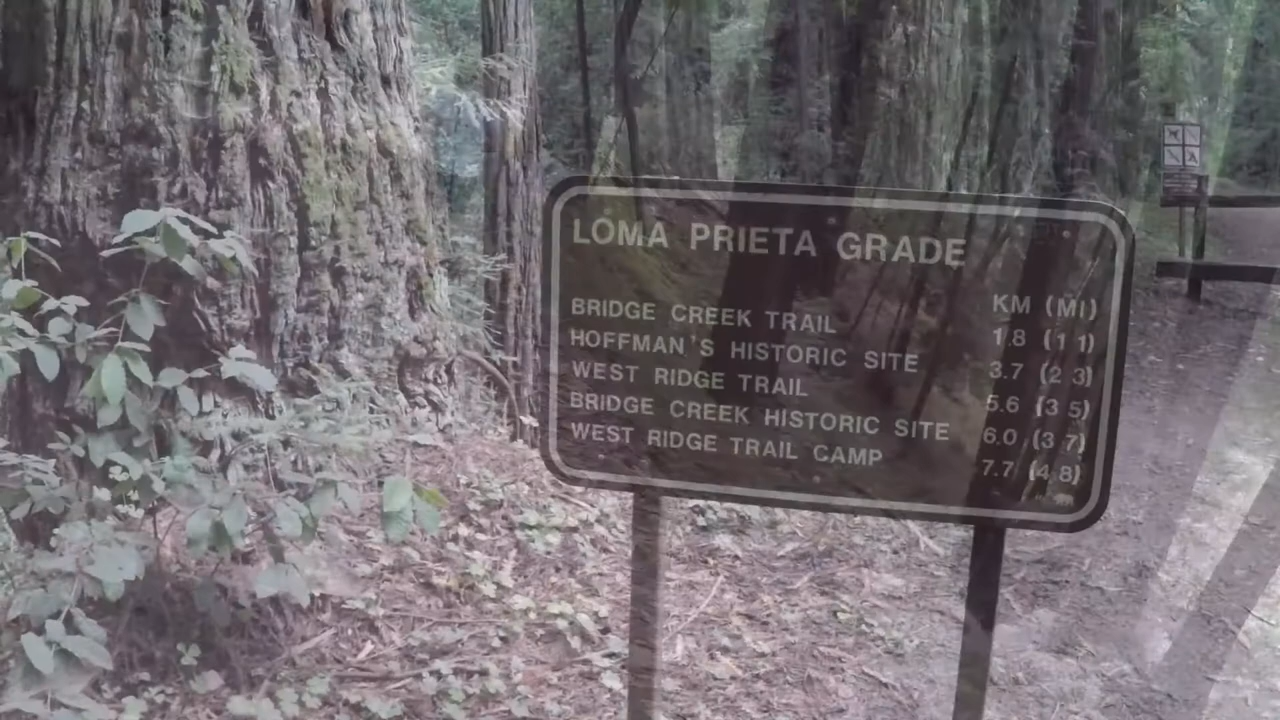 LOMA PRIETA GRADE
KM (MI)
BRIDGE CREEK TRAIL 1.8 (1 1)
HOFFMAN'S HISTORIC SITE 3.7 (2 3)
WEST RIDGE TRAIL 5.6 (3 5)
BRIDGE CREEK HISTORIC SITE 6.0 (3 7)
WEST RIDGE TRAIL CAMP 7.7 (4 8)